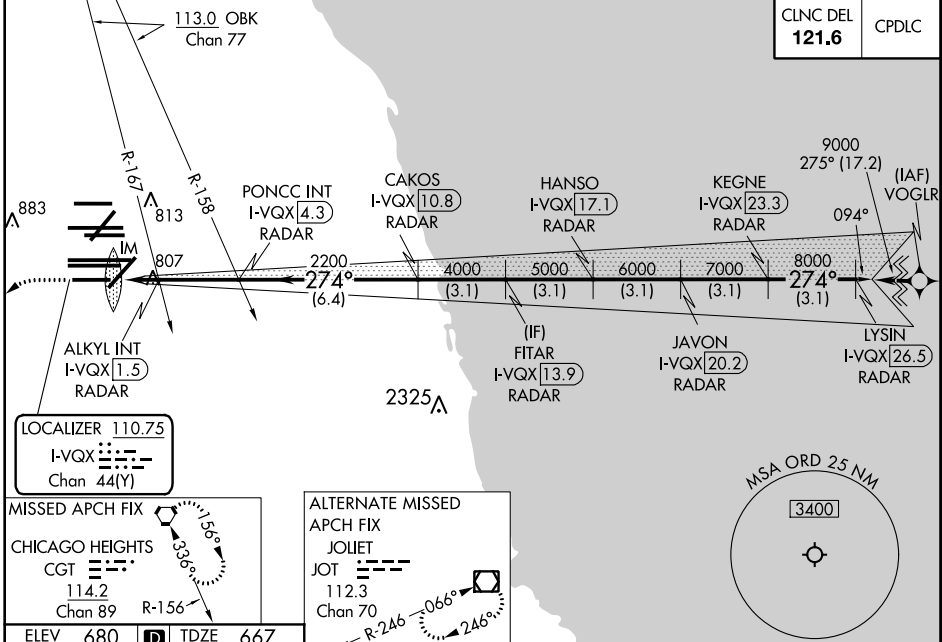 113.0 OBK
Chan 77
CLNC DEL
121.6
CPDLC
R-167
R-158
883
813
IM
807
PONCC INT
I-VQX 4.3
RADAR
CAKOS
I-VQX 10.8
RADAR
HANSO
I-VQX 17.1
RADAR
KEGNE
I-VQX 23.3
RADAR
9000
275° (17.2)
(IAF)
VOGLR
094°
2200
274°
(6.4)
4000
(3.1)
5000
(3.1)
6000
(3.1)
7000
(3.1)
8000
274°
(3.1)
ALKYL INT
I-VQX 1.5
RADAR
(IF)
FITAR
I-VQX 13.9
RADAR
JAVON
I-VQX 20.2
RADAR
LYSIN
I-VQX 26.5
RADAR
2325
LOCALIZER 110.75
I-VQX
Chan 44(Y)
MISSED APCH FIX
CHICAGO HEIGHTS
CGT
114.2
Chan 89
R-156
336°
156°
ALTERNATE MISSED
APCH FIX
JOLIET
JOT
112.3
Chan 70
R-246
066°
246°
MSA ORD 25 NM
3400
ELEV 680 D TDZE 667